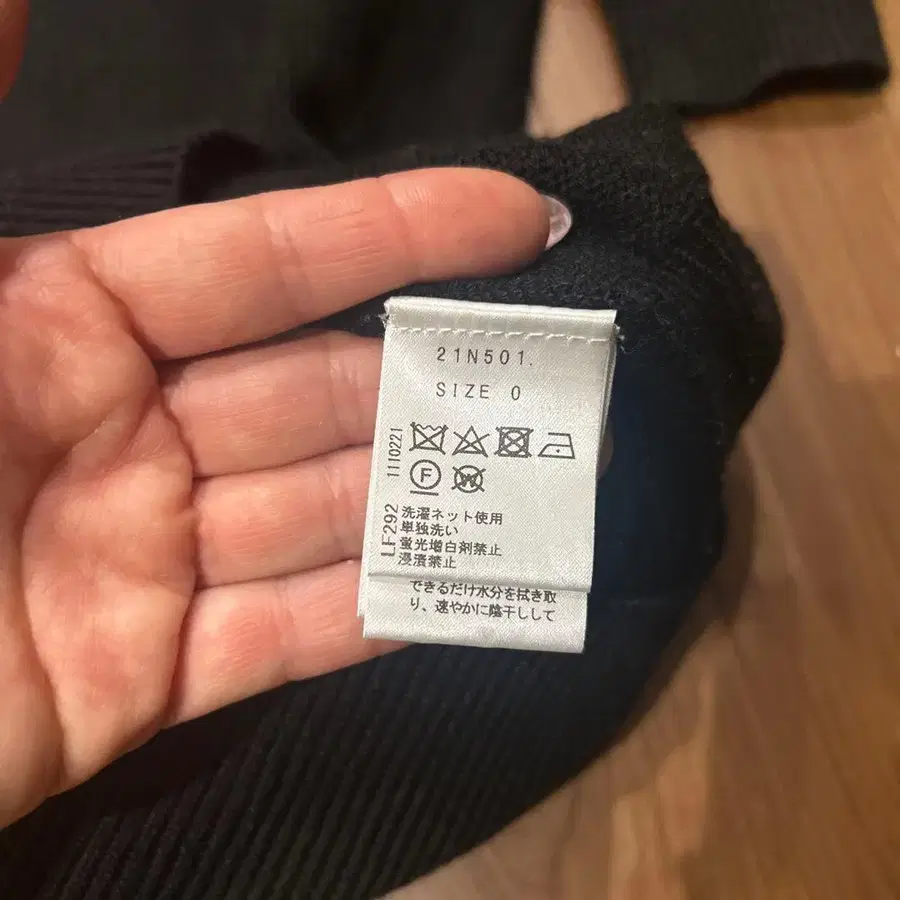 21N501.
SIZE 0
1110221
F
W
LF292
洗濯ネット使用
単独洗い
蛍光増白剤禁止
浸漬禁止
できるだけ水分を拭き取
り、速やかに陰干しして